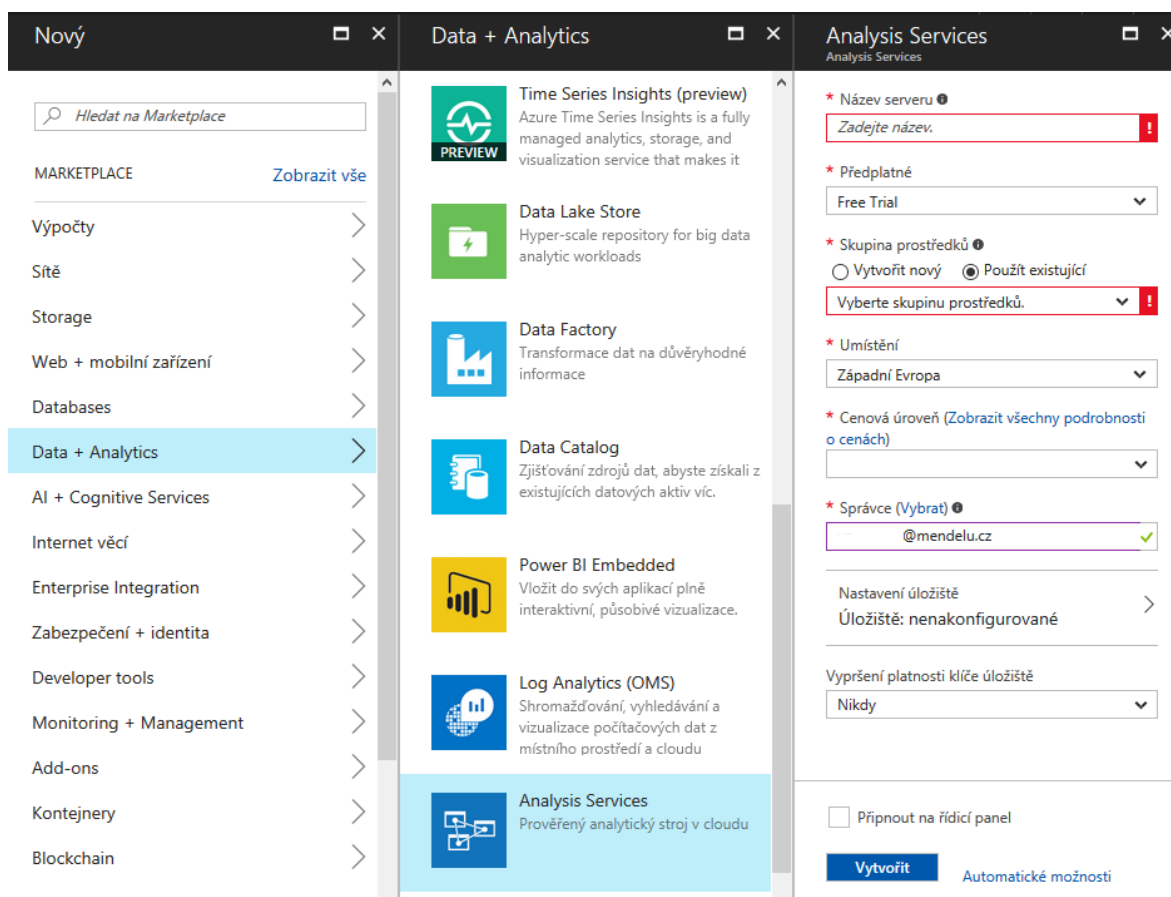 Nový
Hledat na Marketplace
MARKETPLACE
Zobrazit vše
Výpočty
Sítě
Storage
Web + mobilní zařízení
Databases
Data + Analytics
AI + Cognitive Services
Internet věcí
Enterprise Integration
Zabezpečení + identita
Developer tools
Monitoring + Management
Add-ons
Kontejnery
Blockchain
Data + Analytics
PREVIEW
Time Series Insights (preview)
Azure Time Series Insights is a fully
managed analytics, storage, and
visualization service that makes it
Data Lake Store
Hyper-scale repository for big data
analytic workloads
Data Factory
Transformace dat na důvěryhodné
informace
Data Catalog
Zjišťování zdrojů dat, abyste získali z
existujících datových aktiv víc.
Power BI Embedded
Vložit do svých aplikací plně
interaktivní, působivé vizualizace.
Log Analytics (OMS)
Shromažďování, vyhledávání a
vizualizace počítačových dat z
místního prostředí a cloudu
Analysis Services
Prověřený analytický stroj v cloudu
Analysis Services
Analysis Services
* Název serveru
Zadejte název.
* Předplatné
Free Trial
* Skupina prostředků
Vytvořit nový Použít existující
Vyberte skupinu prostředků.
* Umístění
Západní Evropa
* Cenová úroveň (Zobrazit všechny podrobnosti
o cenách)
* Správce (Vybrat)
@mendelu.cz
Nastavení úložiště
Úložiště: nenakonfigurované
Vypršení platnosti klíče úložiště
Nikdy
Připnout na řídicí panel
Vytvořit
Automatické možnosti